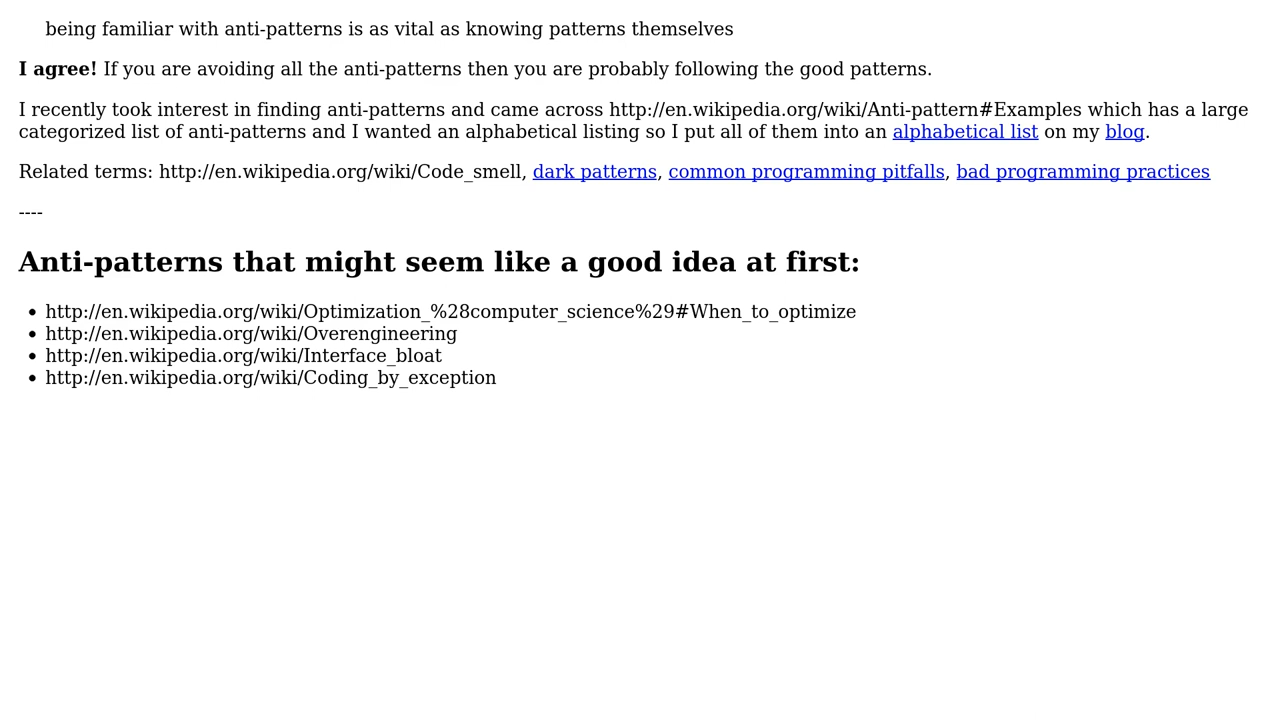 being familiar with anti-patterns is as vital as knowing patterns themselves
I agree! If you are avoiding all the anti-patterns then you are probably following the good patterns.
I recently took interest in finding anti-patterns and came across http://en.wikipedia.org/wiki/Anti-pattern#Examples which has a large
categorized list of anti-patterns and I wanted an alphabetical listing so I put all of them into an alphabetical list on my blog.
Related terms: http://en.wikipedia.org/wiki/Code_smell, dark patterns, common programming pitfalls, bad programming practices
----
Anti-patterns that might seem like a good idea at first:
• http://en.wikipedia.org/wiki/Optimization_%28computer_science%29#When_to_optimize
• http://en.wikipedia.org/wiki/Overengineering
• http://en.wikipedia.org/wiki/Interface_bloat
• http://en.wikipedia.org/wiki/Coding_by_exception